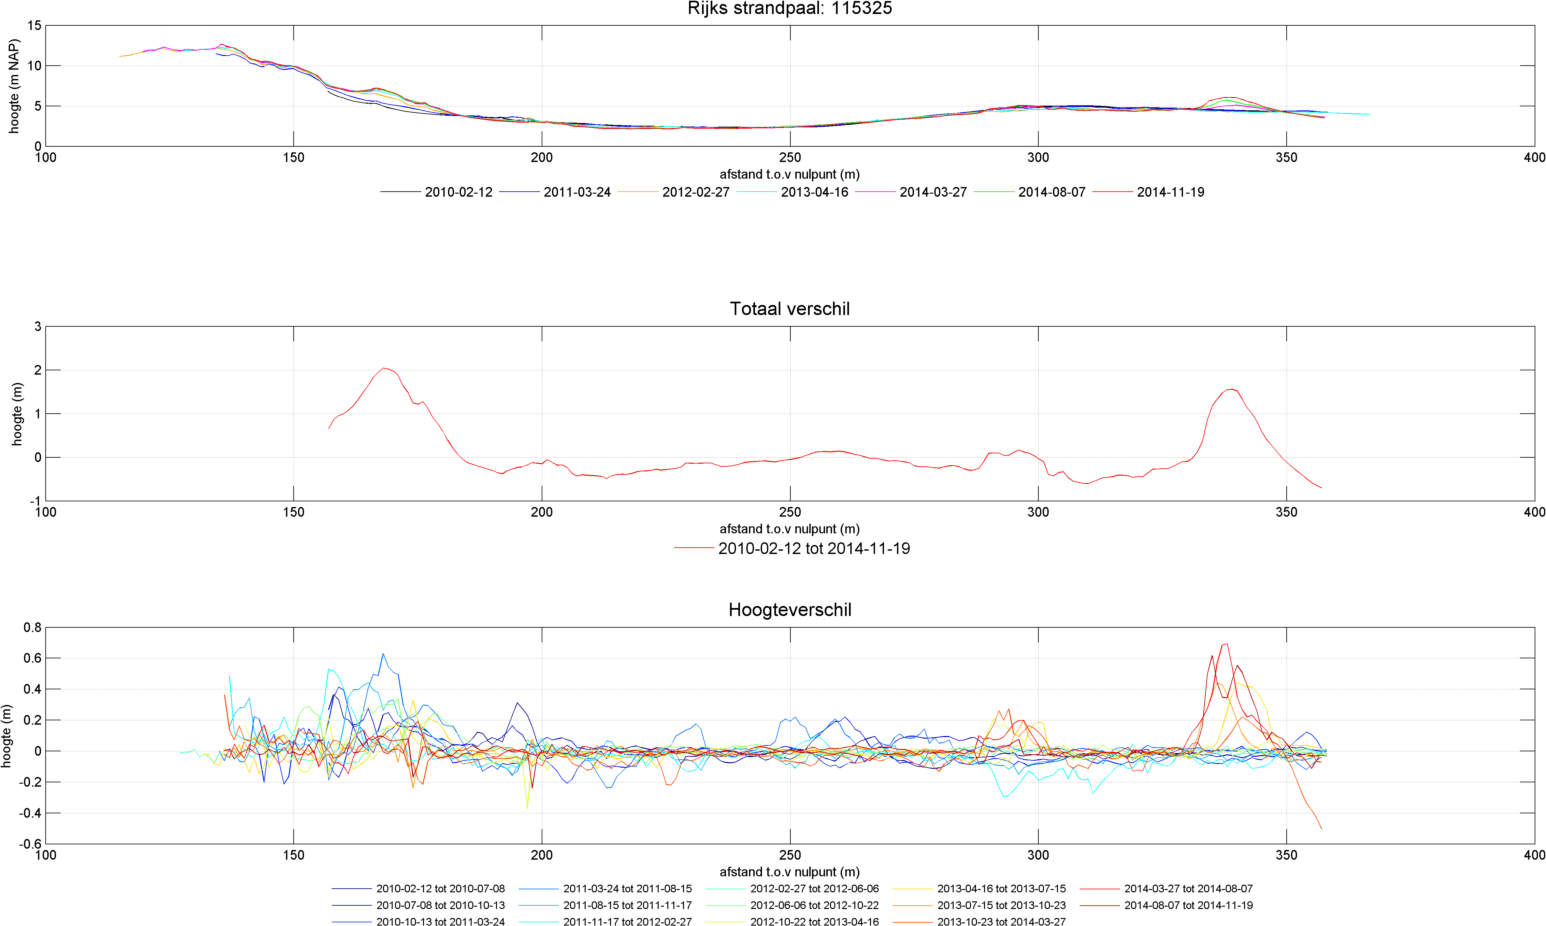 Rijks strandpaal: 115325
15
10
5
0
hoogte (m NAP)
100 150 200 250 300 350 400
afstand t.o.v nulpunt (m)
2010-02-12 2011-03-24 2012-02-27 2013-04-16 2014-03-27 2014-08-07 2014-11-19
Totaal verschil
3
2
1
0
-1
hoogte (m)
100 150 200 250 300 350 400
afstand t.o.v nulpunt (m)
2010-02-12 tot 2014-11-19
Hoogteverschil
0.8
0.6
0.4
0.2
0
-0.2
-0.4
-0.6
hoogte (m)
100 150 200 250 300 350 400
afstand t.o.v nulpunt (m)
2010-02-12 tot 2010-07-08 2011-03-24 tot 2011-08-15 2012-02-27 tot 2012-06-06 2013-04-16 tot 2013-07-15 2014-03-27 tot 2014-08-07
2010-07-08 tot 2010-10-13 2011-08-15 tot 2011-11-17 2012-06-06 tot 2012-10-22 2013-07-15 tot 2013-10-23 2014-08-07 tot 2014-11-19
2010-10-13 tot 2011-03-24 2011-11-17 tot 2012-02-27 2012-10-22 tot 2013-04-16 2013-10-23 tot 2014-03-27